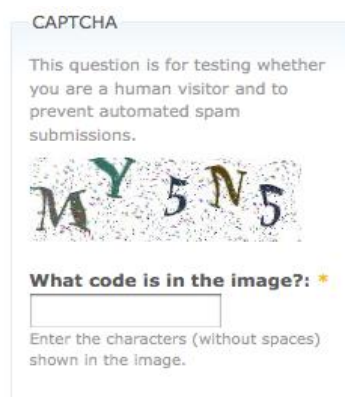 CAPTCHA
This question is for testing whether
you are a human visitor and to
prevent automated spam
submissions.
MY5N5
What code is in the image?: *
Enter the characters (without spaces)
shown in the image.